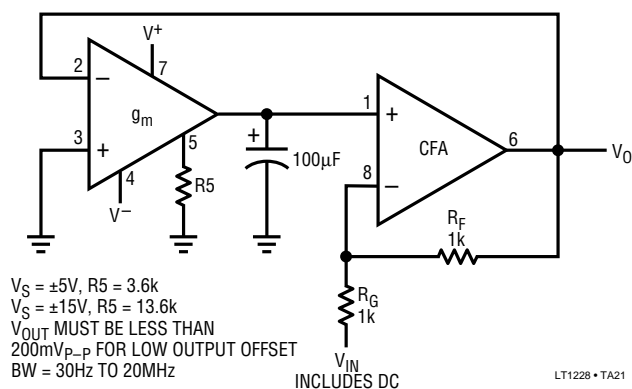 V+
2
−
7
gm
1
+
6
VO
3
+
5
+
100µF
8
−
CFA
4
R5
V−
RF
1k
VS = ±5V, R5 = 3.6k
VS = ±15V, R5 = 13.6k
VOUT MUST BE LESS THAN
200mVP–P FOR LOW OUTPUT OFFSET
BW = 30Hz TO 20MHz
RG
1k
VIN
INCLUDES DC
LT1228 • TA21